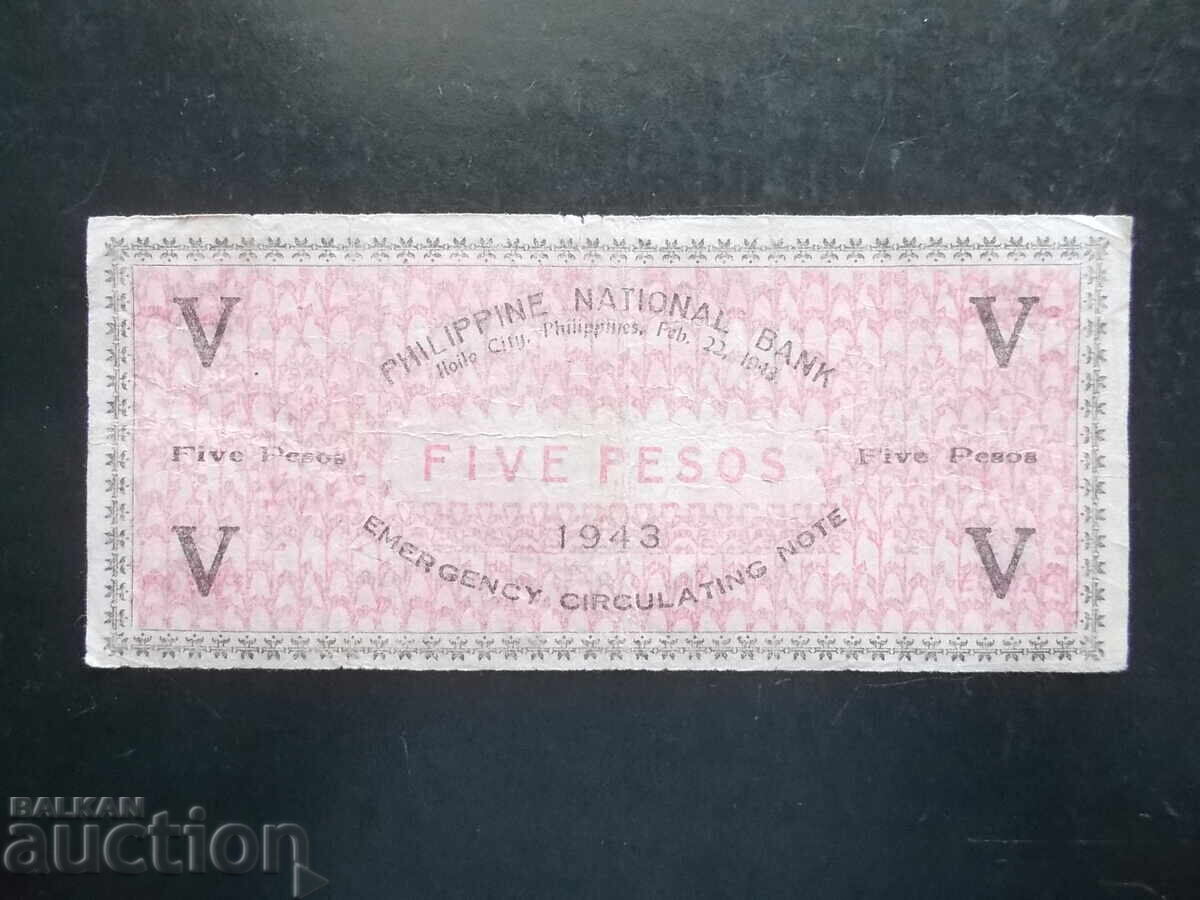 V V
PHILIPPINE NATIONAL BANK
Iloilo City, Philippines, Feb. 22, 1943
Five Pesos FIVE PESOS Five Pesos
1943
V V
EMERGENCY CIRCULATING NOTE
BALKAN
auction